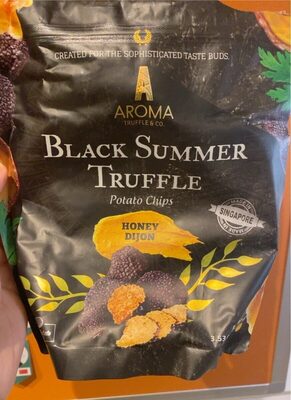 CREATED FOR THE SOPHISTICATED TASTE BUDS.
AROMA
TRUFFLE & CO.
BLACK SUMMER
TRUFFLE
Potato Chips
HONEY
DIJON
SINGAPORE